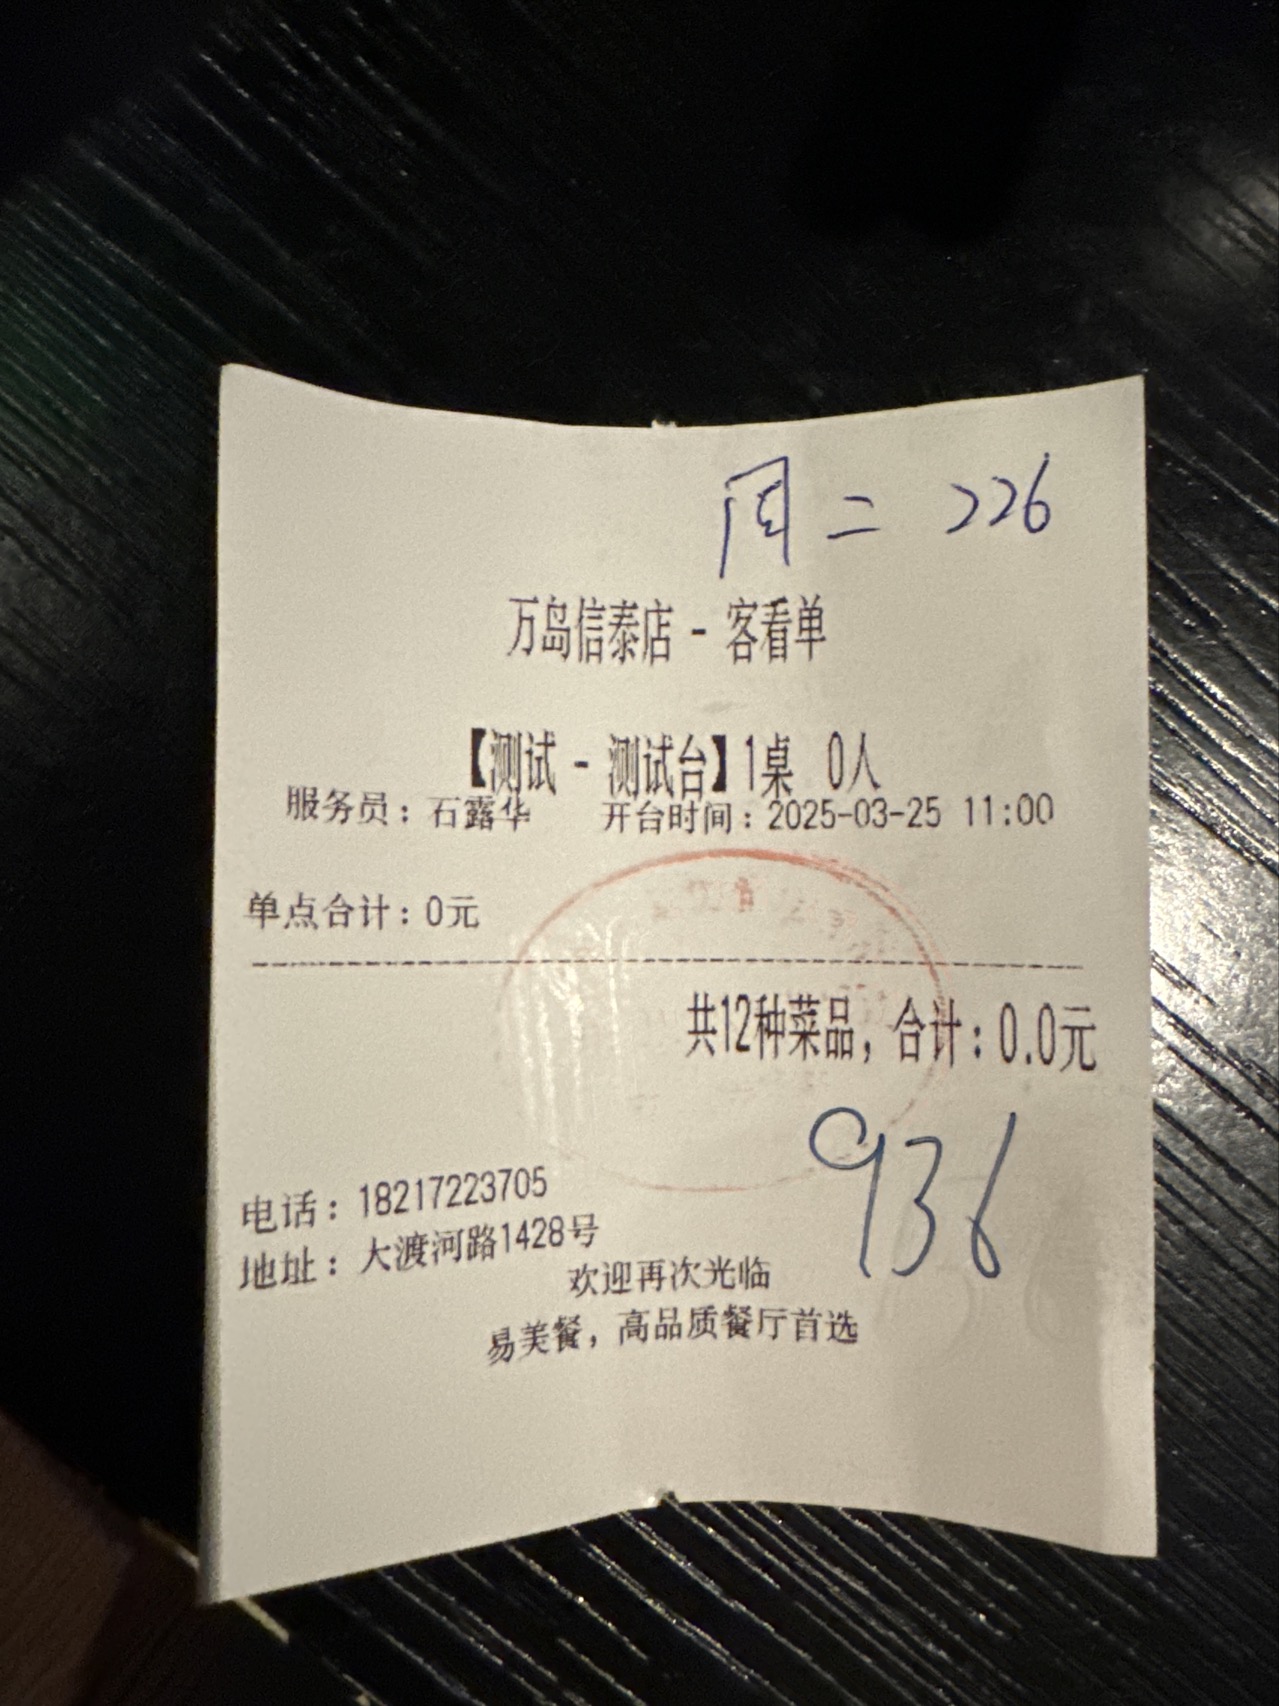 周二 226
万岛信泰店 - 客看单
【测试 - 测试台】1桌 0人
服务员：石露华 开台时间：2025-03-25 11:00
单点合计：0元
共12种菜品，合计：0.0元
936
电话：18217223705
地址：大渡河路1428号
欢迎再次光临
易美餐，高品质餐厅首选